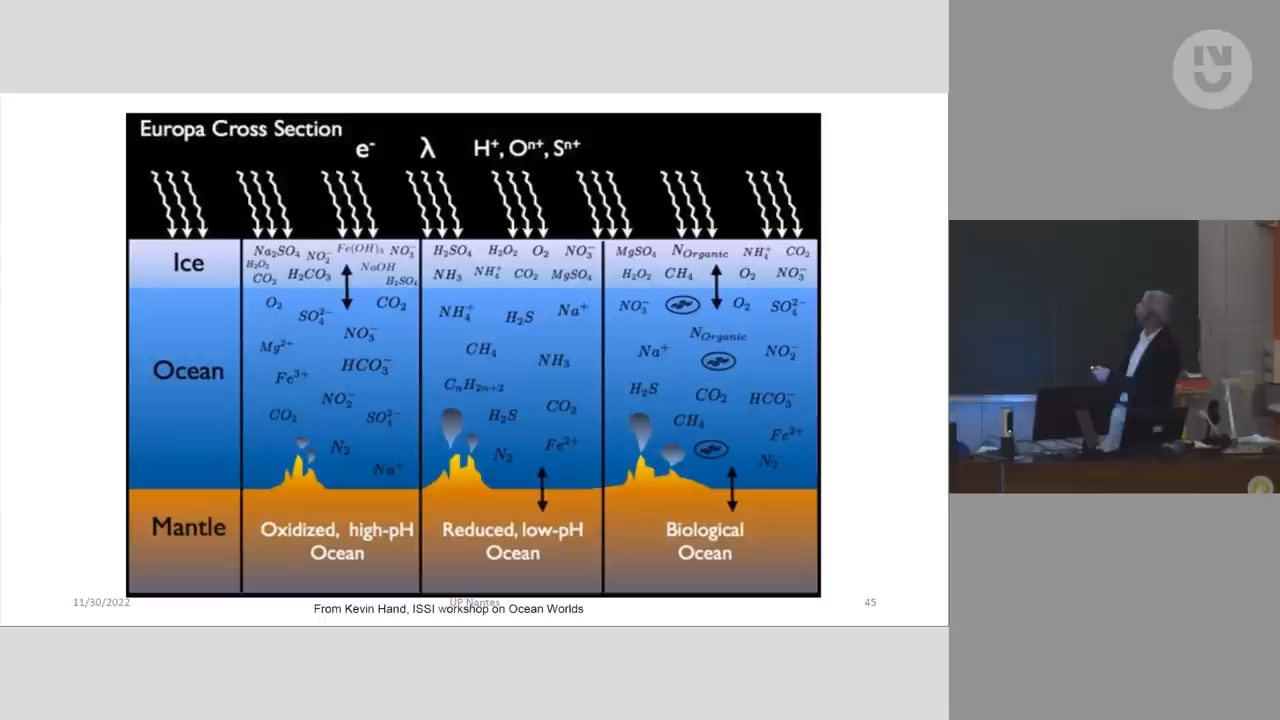 Europa Cross Section
e⁻ λ H⁺, Oⁿ⁺, Sⁿ⁺
Ice
Na₂SO₄ NO₂⁻ Fe(OH)₃ NO₃⁻
H₂O₂ CO₂ H₂CO₃ NaOH H₂SO₄
H₂SO₄ H₂O₂ O₂ NO₃⁻
NH₃ NH₄⁺ CO₂ MgSO₄
MgSO₄ N_Organic NH₄⁺ CO₂
H₂O₂ CH₄ O₂ NO₃⁻
Ocean
O₂ CO₂
SO₄²⁻
NO₃⁻
Mg²⁺
HCO₃⁻
Fe³⁺
NO₂⁻
CO₂ SO₄²⁻
N₂
Na⁺
NH₄⁺ H₂S Na⁺
CH₄ NH₃
CₙH₂ₙ₊₂
H₂S CO₂
N₂ Fe²⁺
NO₃⁻ O₂ SO₄²⁻
N_Organic
Na⁺ NO₂⁻
H₂S CO₂ HCO₃⁻
CH₄ Fe²⁺
N₂
Mantle
Oxidized, high-pH
Ocean
Reduced, low-pH
Ocean
Biological
Ocean
11/30/2022
UP Nantes
45
From Kevin Hand, ISSI workshop on Ocean Worlds